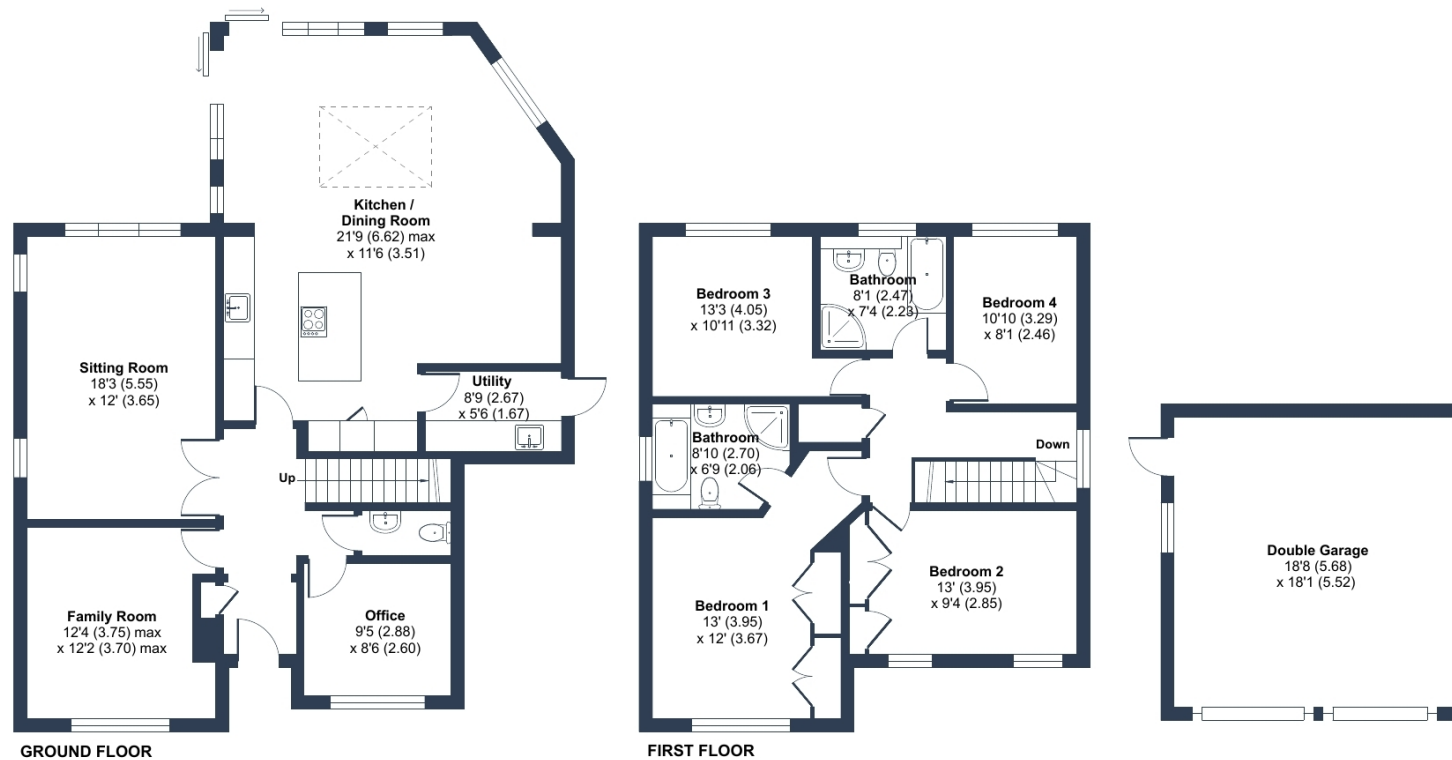 Kitchen /
Dining Room
21'9 (6.62) max
x 11'6 (3.51)
Sitting Room
18'3 (5.55)
x 12' (3.65)
Utility
8'9 (2.67)
x 5'6 (1.67)
Up
Family Room
12'4 (3.75) max
x 12'2 (3.70) max
Office
9'5 (2.88)
x 8'6 (2.60)
GROUND FLOOR
Bedroom 3
13'3 (4.05)
x 10'11 (3.32)
Bathroom
8'1 (2.47)
x 7'4 (2.23)
Bedroom 4
10'10 (3.29)
x 8'1 (2.46)
Bathroom
8'10 (2.70)
x 6'9 (2.06)
Down
Bedroom 1
13' (3.95)
x 12' (3.67)
Bedroom 2
13' (3.95)
x 9'4 (2.85)
FIRST FLOOR
Double Garage
18'8 (5.68)
x 18'1 (5.52)